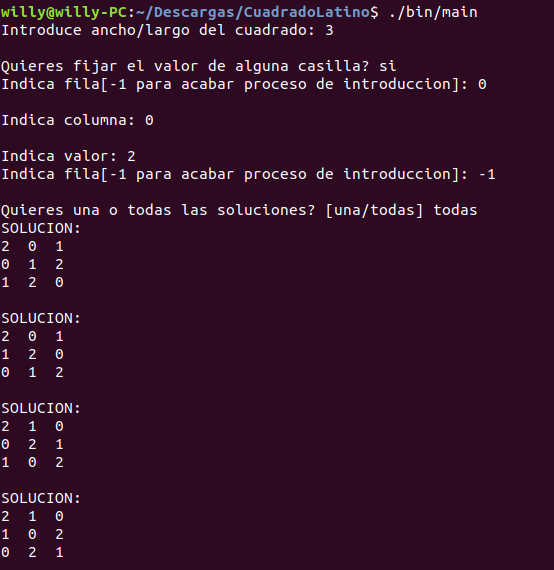 willy@willy-PC:~/Descargas/CuadradoLatino$ ./bin/main
Introduce ancho/largo del cuadrado: 3
Quieres fijar el valor de alguna casilla? si
Indica fila[-1 para acabar proceso de introduccion]: 0
Indica columna: 0
Indica valor: 2
Indica fila[-1 para acabar proceso de introduccion]: -1
Quieres una o todas las soluciones? [una/todas] todas
SOLUCION:
2 0 1
0 1 2
1 2 0
SOLUCION:
2 0 1
1 2 0
0 1 2
SOLUCION:
2 1 0
0 2 1
1 0 2
SOLUCION:
2 1 0
1 0 2
0 2 1